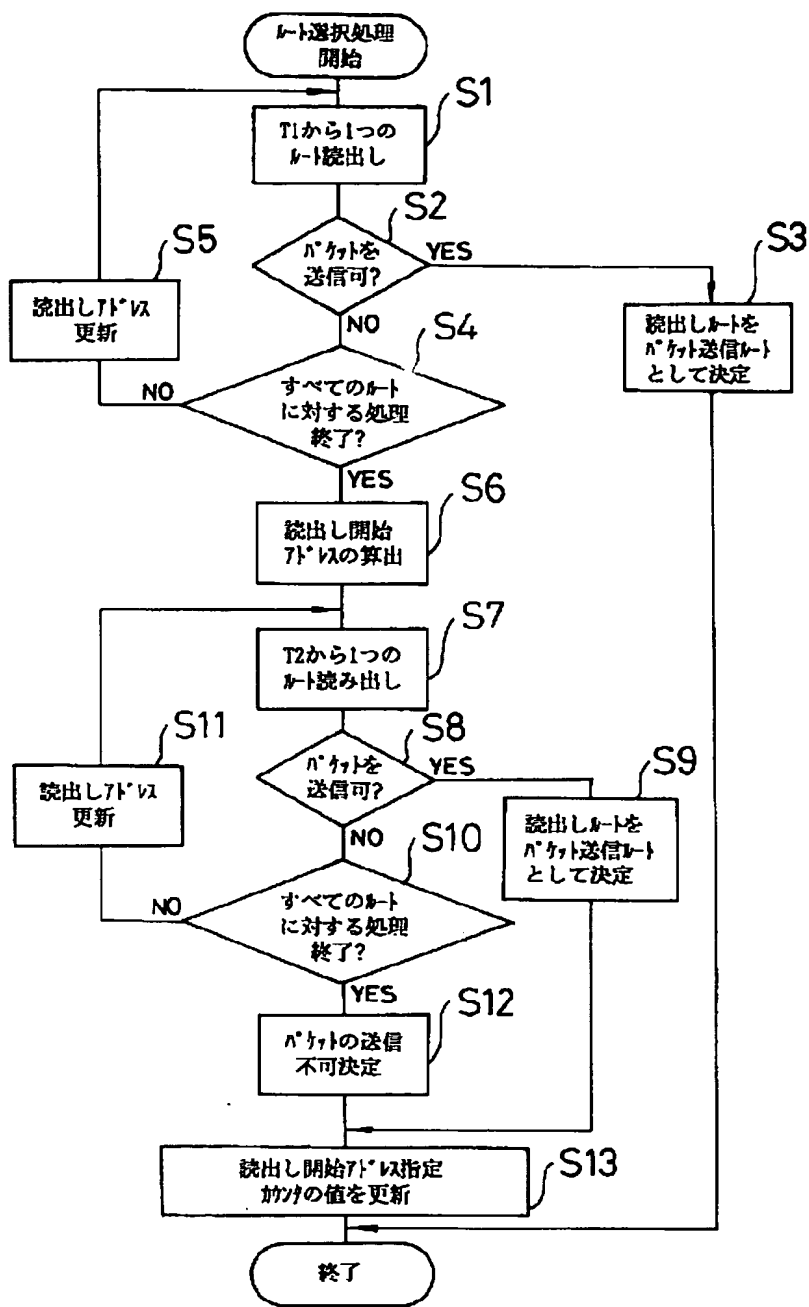 ルート選択処理
開始
S1
T1から1つの
ルート読出し
S2
パケットを
送信可?
YES
S3
読出しルートを
パケット送信ルート
として決定
S5
読出しアドレス
更新
NO
S4
NO
すべてのルート
に対する処理
終了?
YES
S6
読出し開始
アドレスの算出
S7
T2から1つの
ルート読み出し
S8
パケットを
送信可?
YES
S9
読出しルートを
パケット送信ルート
として決定
S11
読出しアドレス
更新
NO
S10
NO
すべてのルート
に対する処理
終了?
YES
S12
パケットの送信
不可決定
読出し開始アドレス指定
カウンタの値を更新
S13
終了